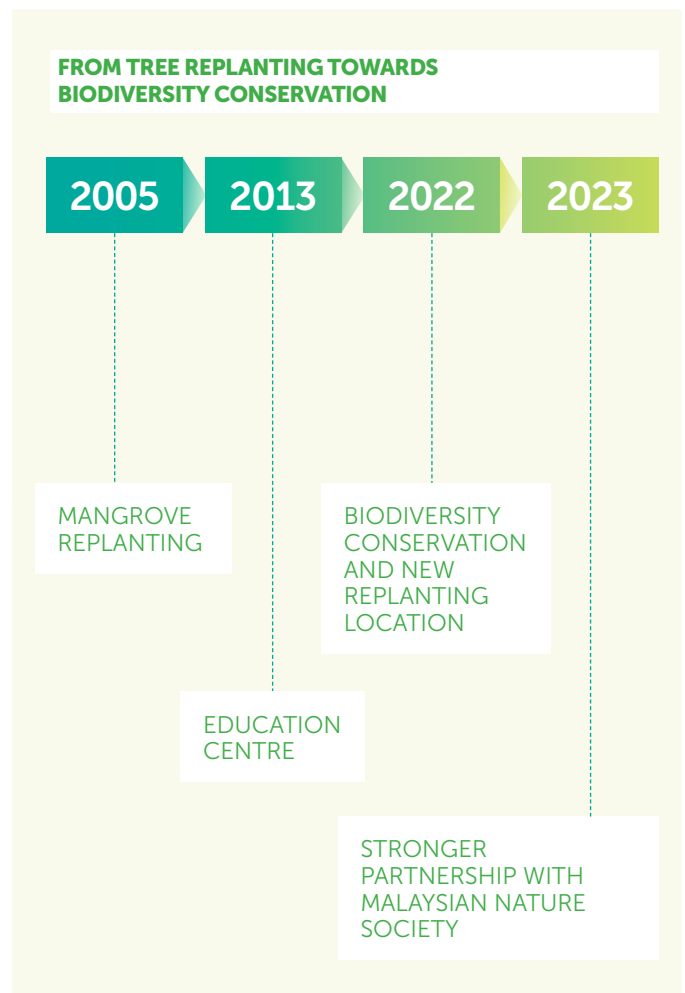 FROM TREE REPLANTING TOWARDS
BIODIVERSITY CONSERVATION
2005
2013
2022
2023
MANGROVE
REPLANTING
BIODIVERSITY
CONSERVATION
AND NEW
REPLANTING
LOCATION
EDUCATION
CENTRE
STRONGER
PARTNERSHIP WITH
MALAYSIAN NATURE
SOCIETY